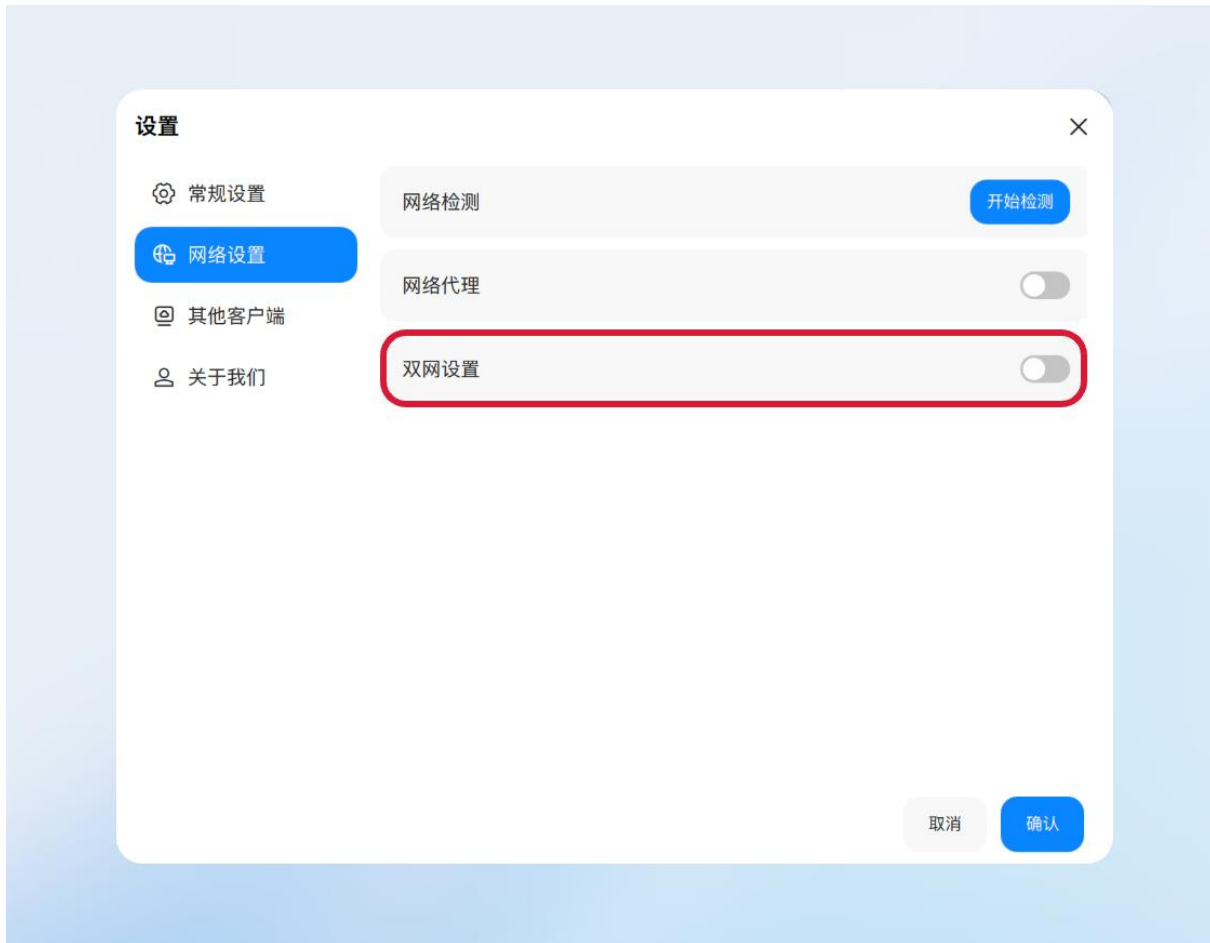 设置
常规设置
网络设置
其他客户端
关于我们
网络检测
开始检测
网络代理
双网设置
取消
确认